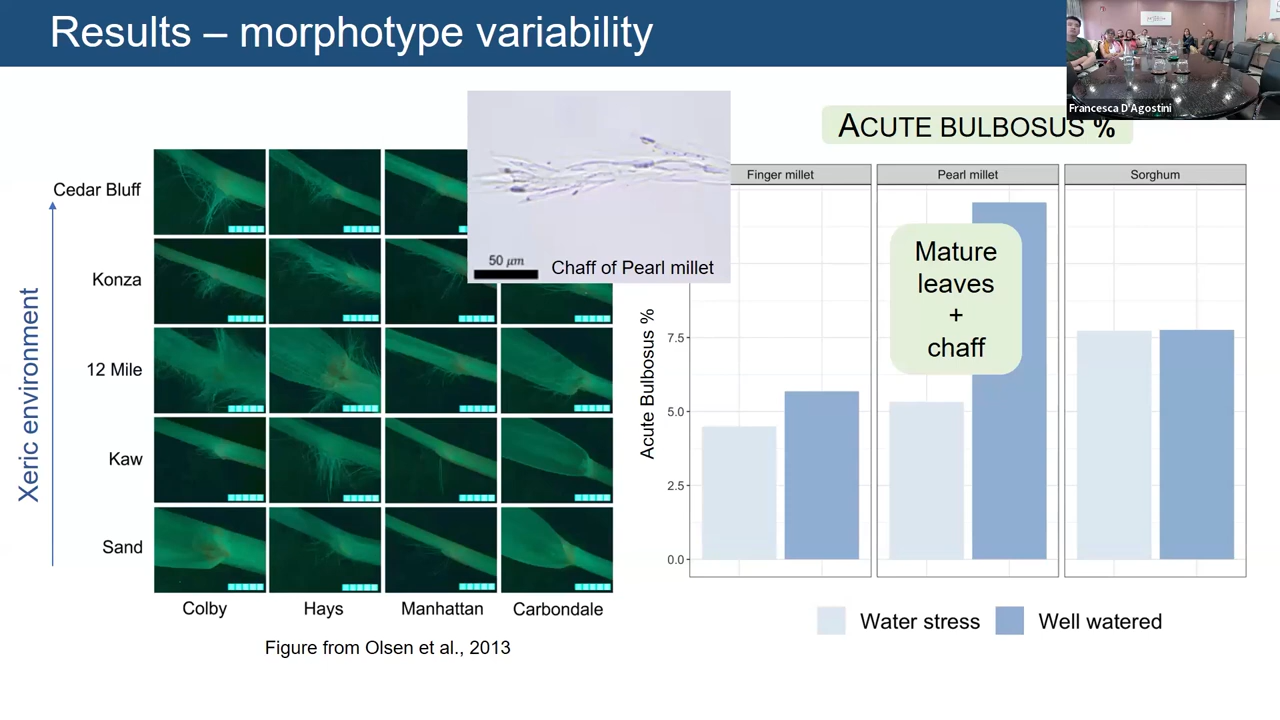 Results – morphotype variability
Francesca D'Agostini
ACUTE BULBOSUS %
Cedar Bluff
Konza
12 Mile
Kaw
Sand
Xeric environment
Colby
Hays
Manhattan
Carbondale
Figure from Olsen et al., 2013
50 µm
Chaff of Pearl millet
Finger millet
Pearl millet
Sorghum
Mature
leaves
+
chaff
Acute Bulbosus %
7.5
5.0
2.5
0.0
Water stress
Well watered